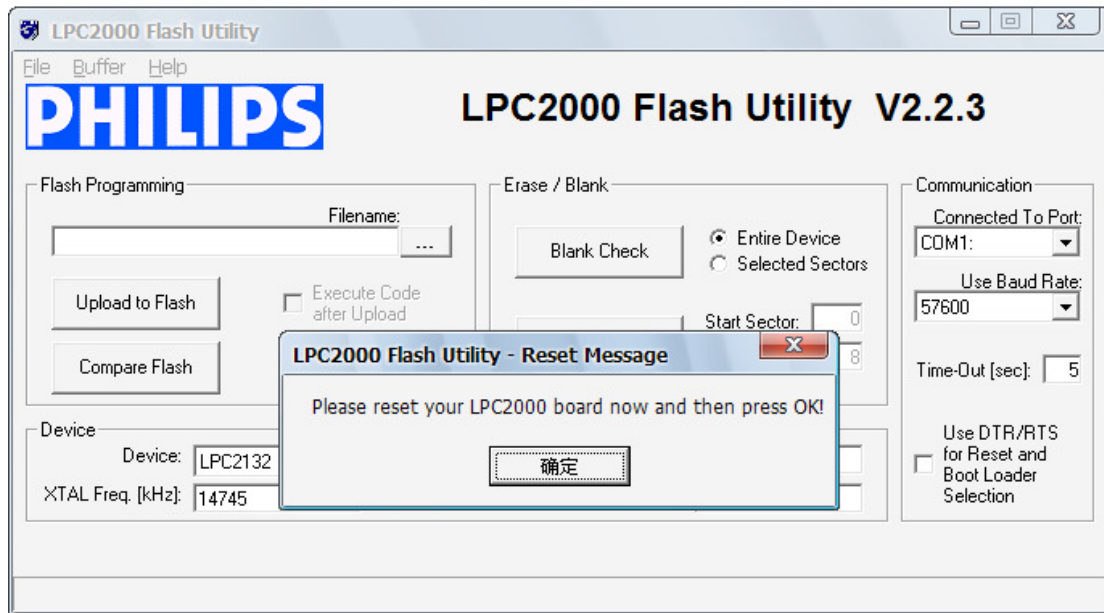 LPC2000 Flash Utility
File Buffer Help
PHILIPS
LPC2000 Flash Utility V2.2.3
Flash Programming
Filename:
...
Upload to Flash
Execute Code
after Upload
Compare Flash
Erase / Blank
Blank Check
Entire Device
Selected Sectors
Start Sector: 0
8
Communication
Connected To Port:
COM1:
Use Baud Rate:
57600
Time-Out [sec]: 5
Use DTR/RTS
for Reset and
Boot Loader
Selection
Device
Device: LPC2132
XTAL Freq. [kHz]: 14745
LPC2000 Flash Utility - Reset Message
Please reset your LPC2000 board now and then press OK!
确定